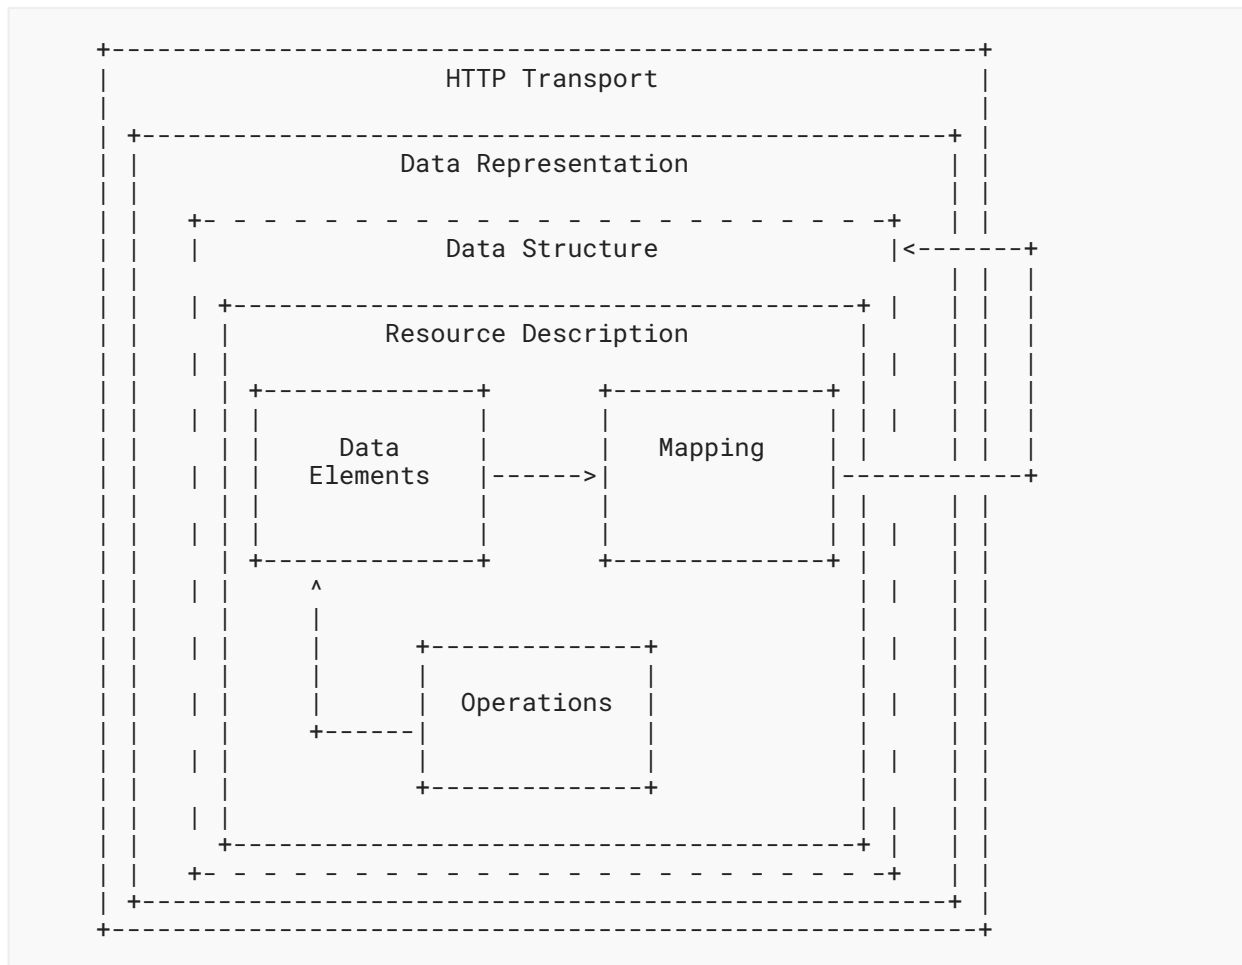 HTTP Transport
Data Representation
Data Structure
Resource Description
Data Elements
Mapping
Operations